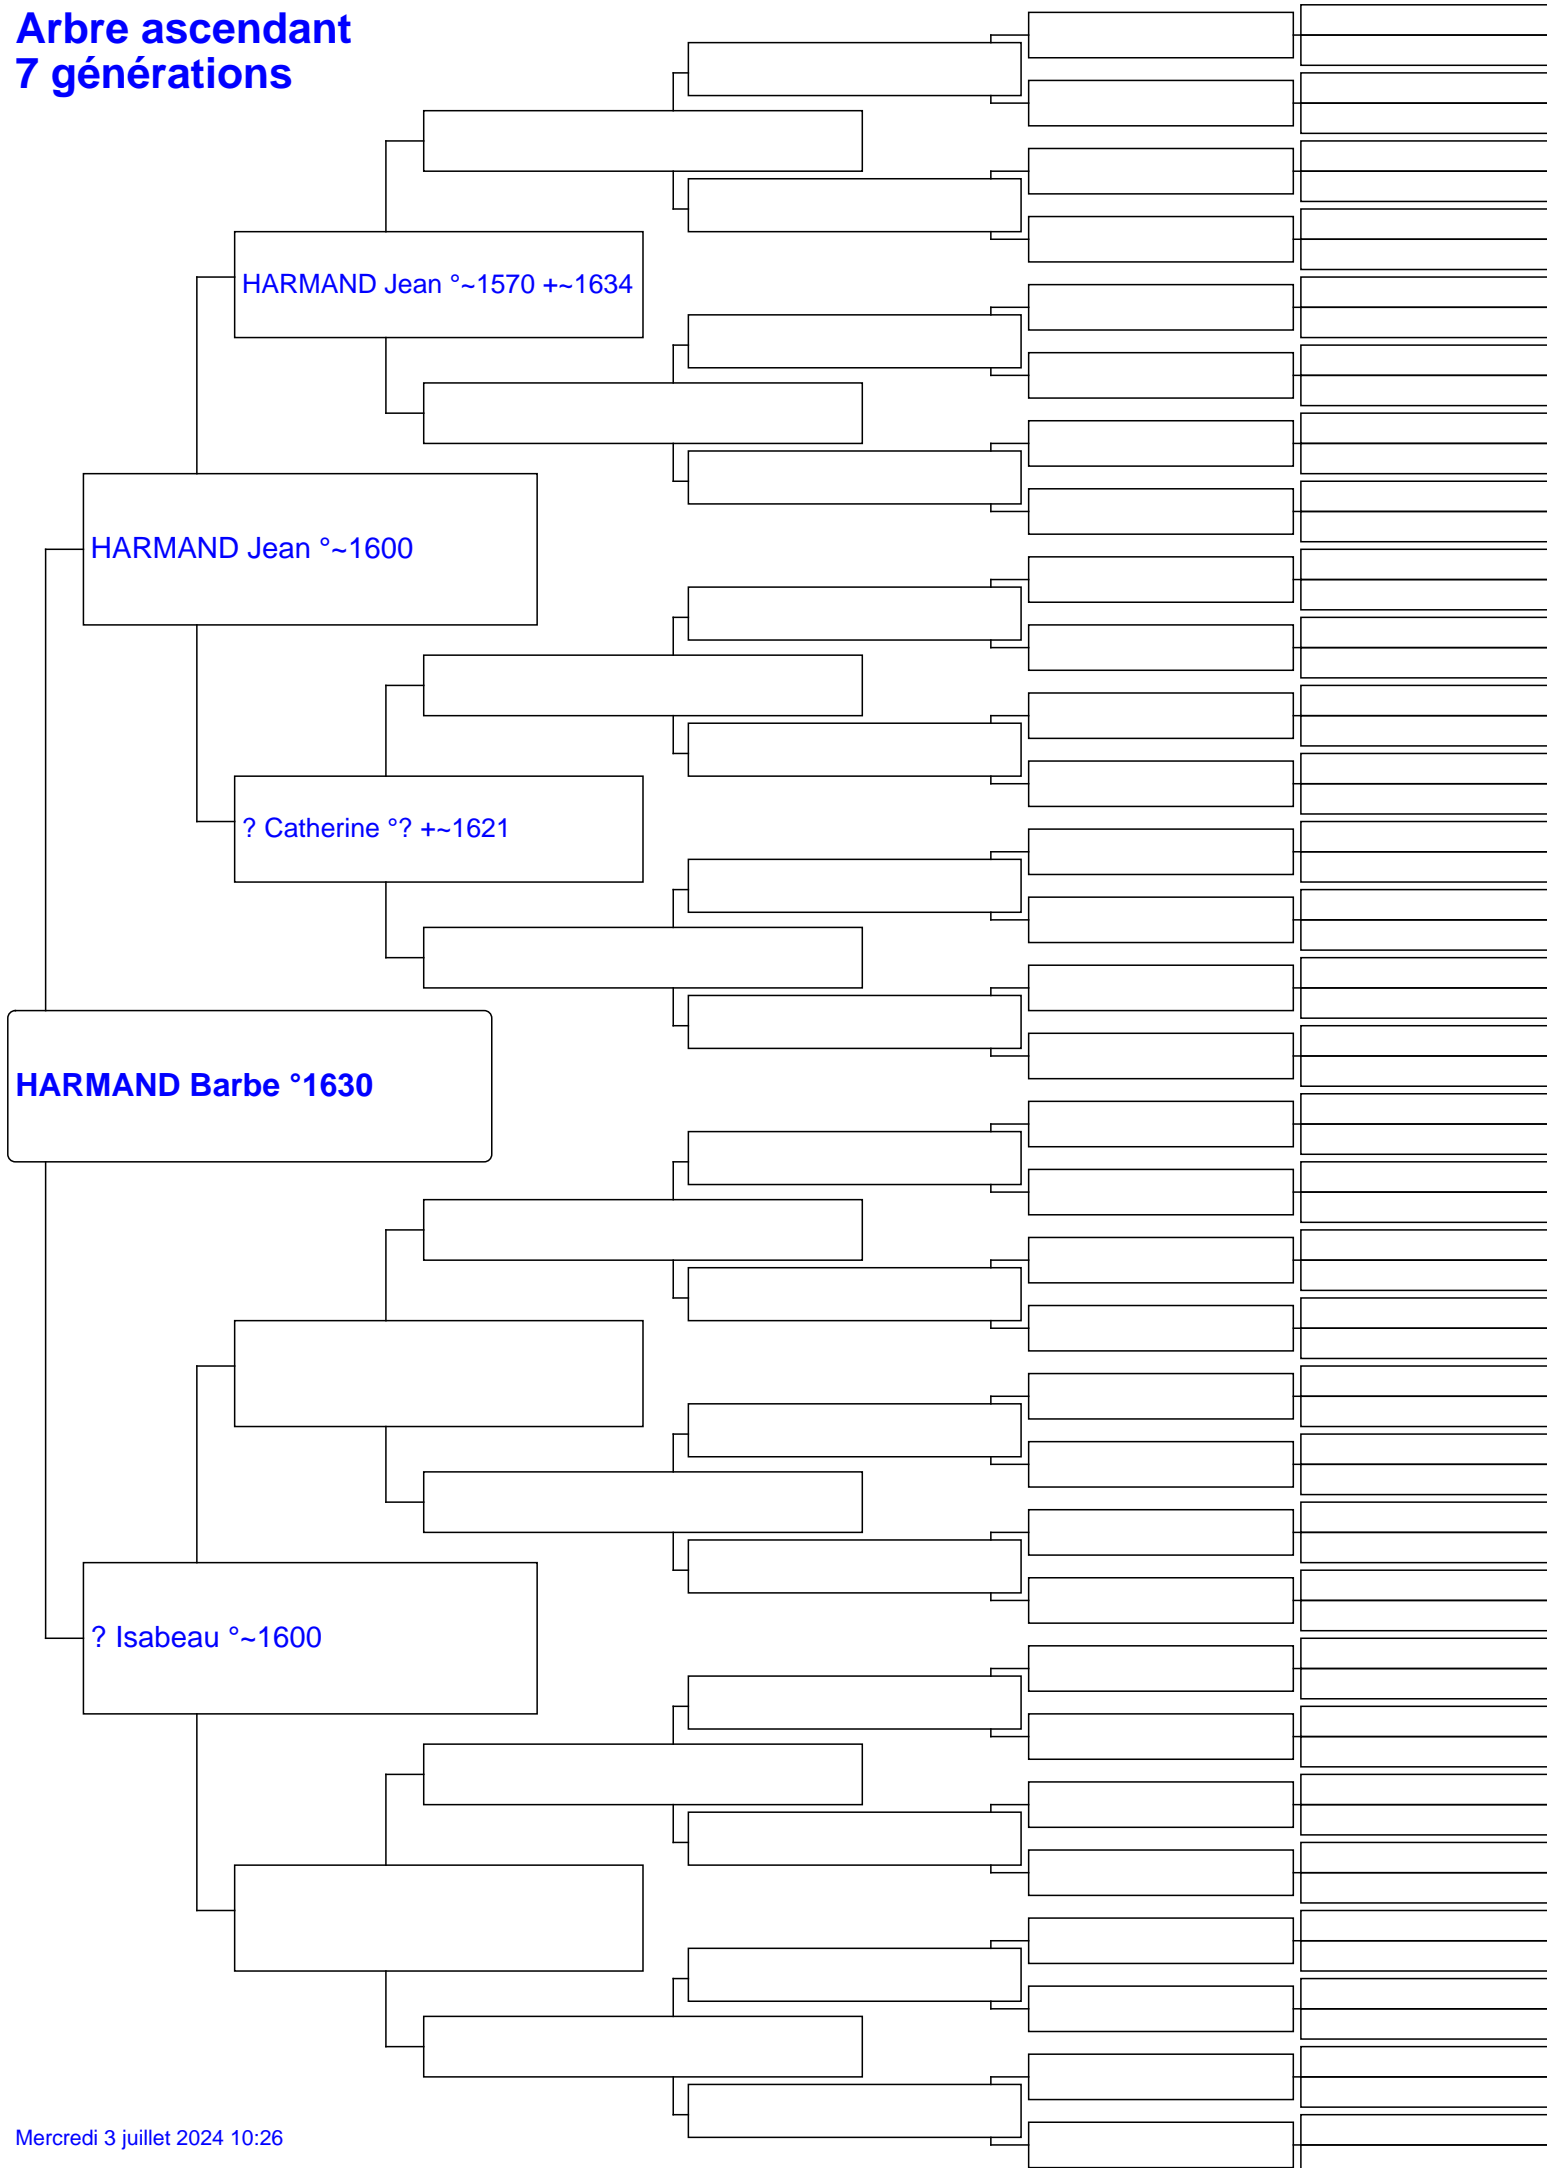 Arbre ascendant
7 générations
HARMAND Jean °~1570 +~1634
HARMAND Jean °~1600
? Catherine °? +~1621
HARMAND Barbe °1630
? Isabeau °~1600
Mercredi 3 juillet 2024 10:26